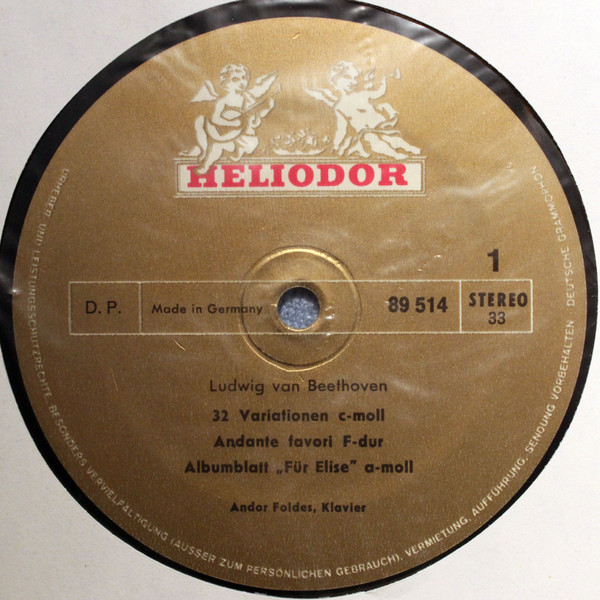 HELIODOR
1
D. P.
Made in Germany
89 514
STEREO
33
Ludwig van Beethoven
32 Variationen c-moll
Andante favori F-dur
Albumblatt „Für Elise” a-moll
Andor Foldes, Klavier
URHEBER- UND LEISTUNGSSCHUTZRECHTE, BESONDERS VERVIELFÄLTIGUNG (AUSSER ZUM PERSÖNLICHEN GEBRAUCH), VERMIETUNG, AUFFÜHRUNG, SENDUNG VORBEHALTEN DEUTSCHE GRAMMOPHON